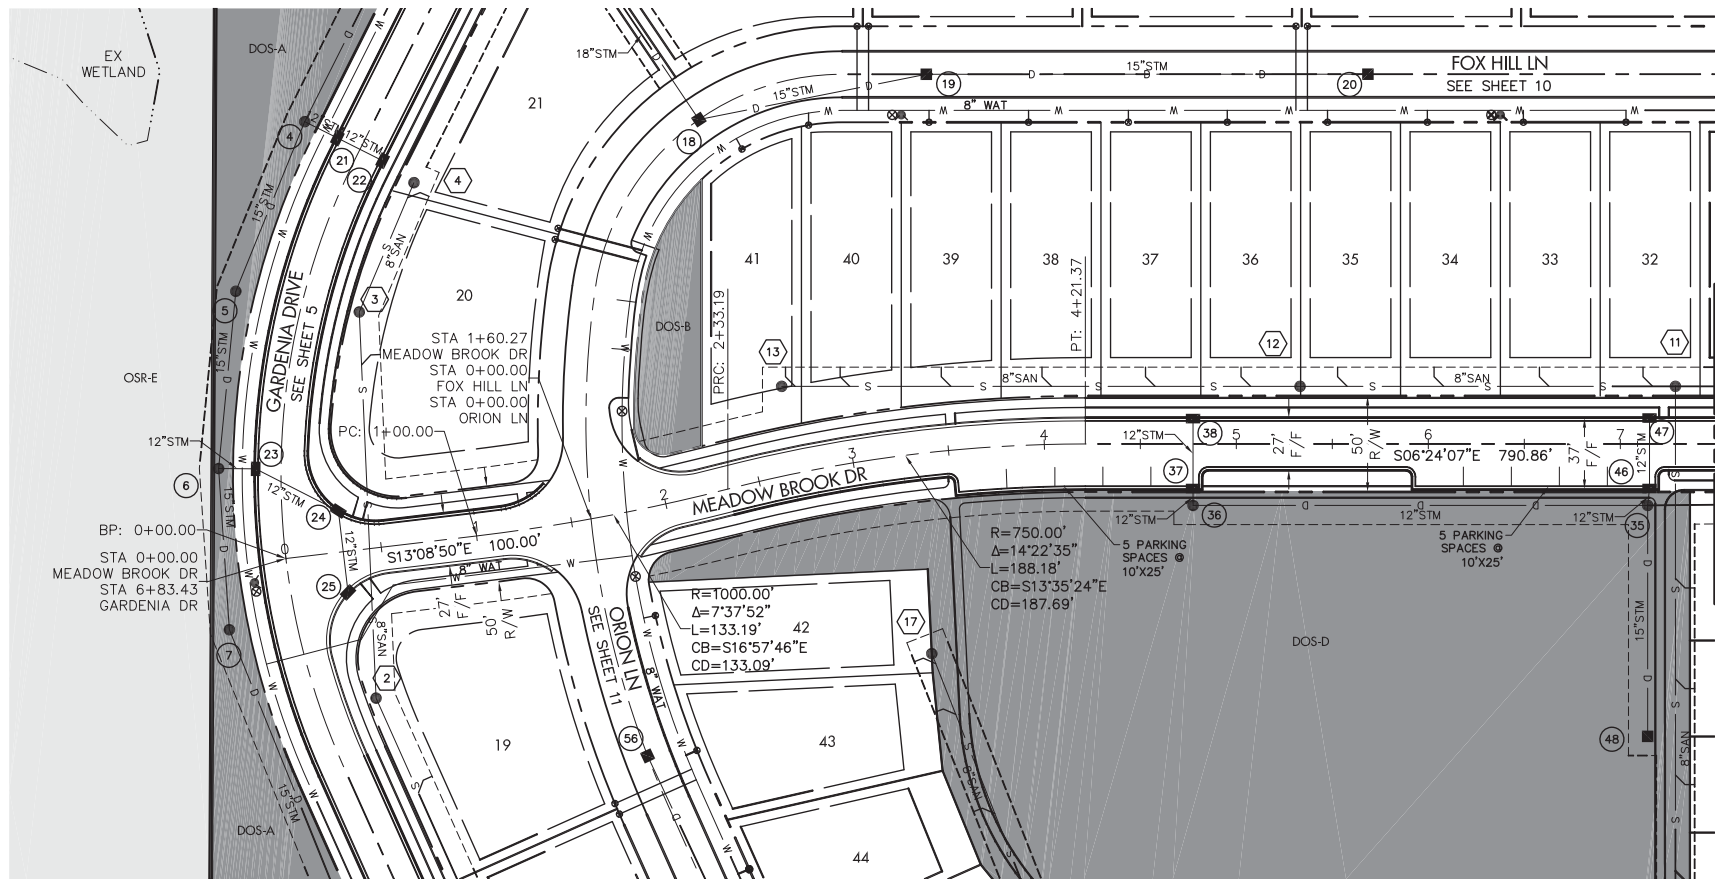 EX
WETLAND
DOS-A
18"STM
21
15"STM
FOX HILL LN
SEE SHEET 10
19
20
15"STM
8" WAT
18
4
12"STM
21
22
4
15"STM
8"SAN
3
5
GARDENIA DRIVE
SEE SHEET 5
20
DOS-B
41
40
39
38
37
36
35
34
33
32
PRC: 2+33.19
PT: 4+21.37
STA 1+60.27
MEADOW BROOK DR
STA 0+00.00
FOX HILL LN
STA 0+00.00
ORION LN
13
12
11
8"SAN
8"SAN
OSR-E
15"STM
PC: 1+00.00
12"STM
23
6
12"STM
15"STM
24
2
3
4
5
6
7
12"STM
38
27'
F/F
50'
R/W
S06°24'07"E 790.86'
37'
F/F
12"STM
47
37
46
MEADOW BROOK DR
BP: 0+00.00
STA 0+00.00
MEADOW BROOK DR
STA 6+83.43
GARDENIA DR
0
S13°08'50"E 100.00'
12"STM
8" WAT
25
27'
F/F
50'
R/W
12"STM
36
12"STM
12"STM
35
R=750.00'
Δ=14°22'35"
L=188.18'
CB=S13°35'24"E
CD=187.69'
5 PARKING
SPACES @
10'X25'
5 PARKING
SPACES @
10'X25'
R=1000.00'
Δ=7°37'52"
L=133.19'
CB=S16°57'46"E
CD=133.09'
42
17
7
8"SAN
2
ORION LN
SEE SHEET 11
8" WAT
DOS-D
15"STM
19
56
43
48
8"SAN
8"SAN
15"STM
DOS-A
44